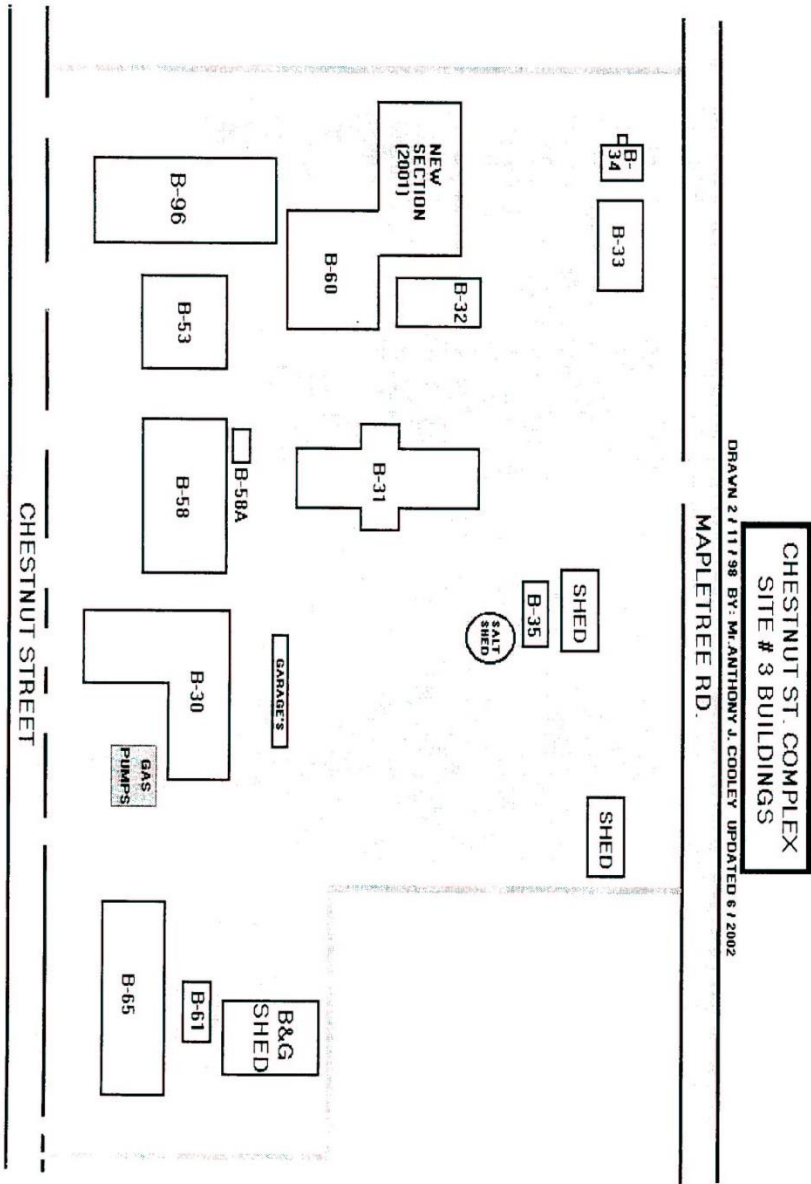 CHESTNUT ST. COMPLEX
SITE # 3 BUILDINGS
DRAWN 2 / 11 / 98 BY: Mr. ANTHONY J. COOLEY UPDATED 6 / 2002
MAPLETREE RD.
B-
34
B-33
SHED
SHED
B-35
SALT
SHED
NEW
SECTION
(2001)
B-32
B-60
B-31
GARAGE'S
B&G
SHED
B-96
B-53
B-58A
B-58
B-30
GAS
PUMPS
B-61
B-65
CHESTNUT STREET